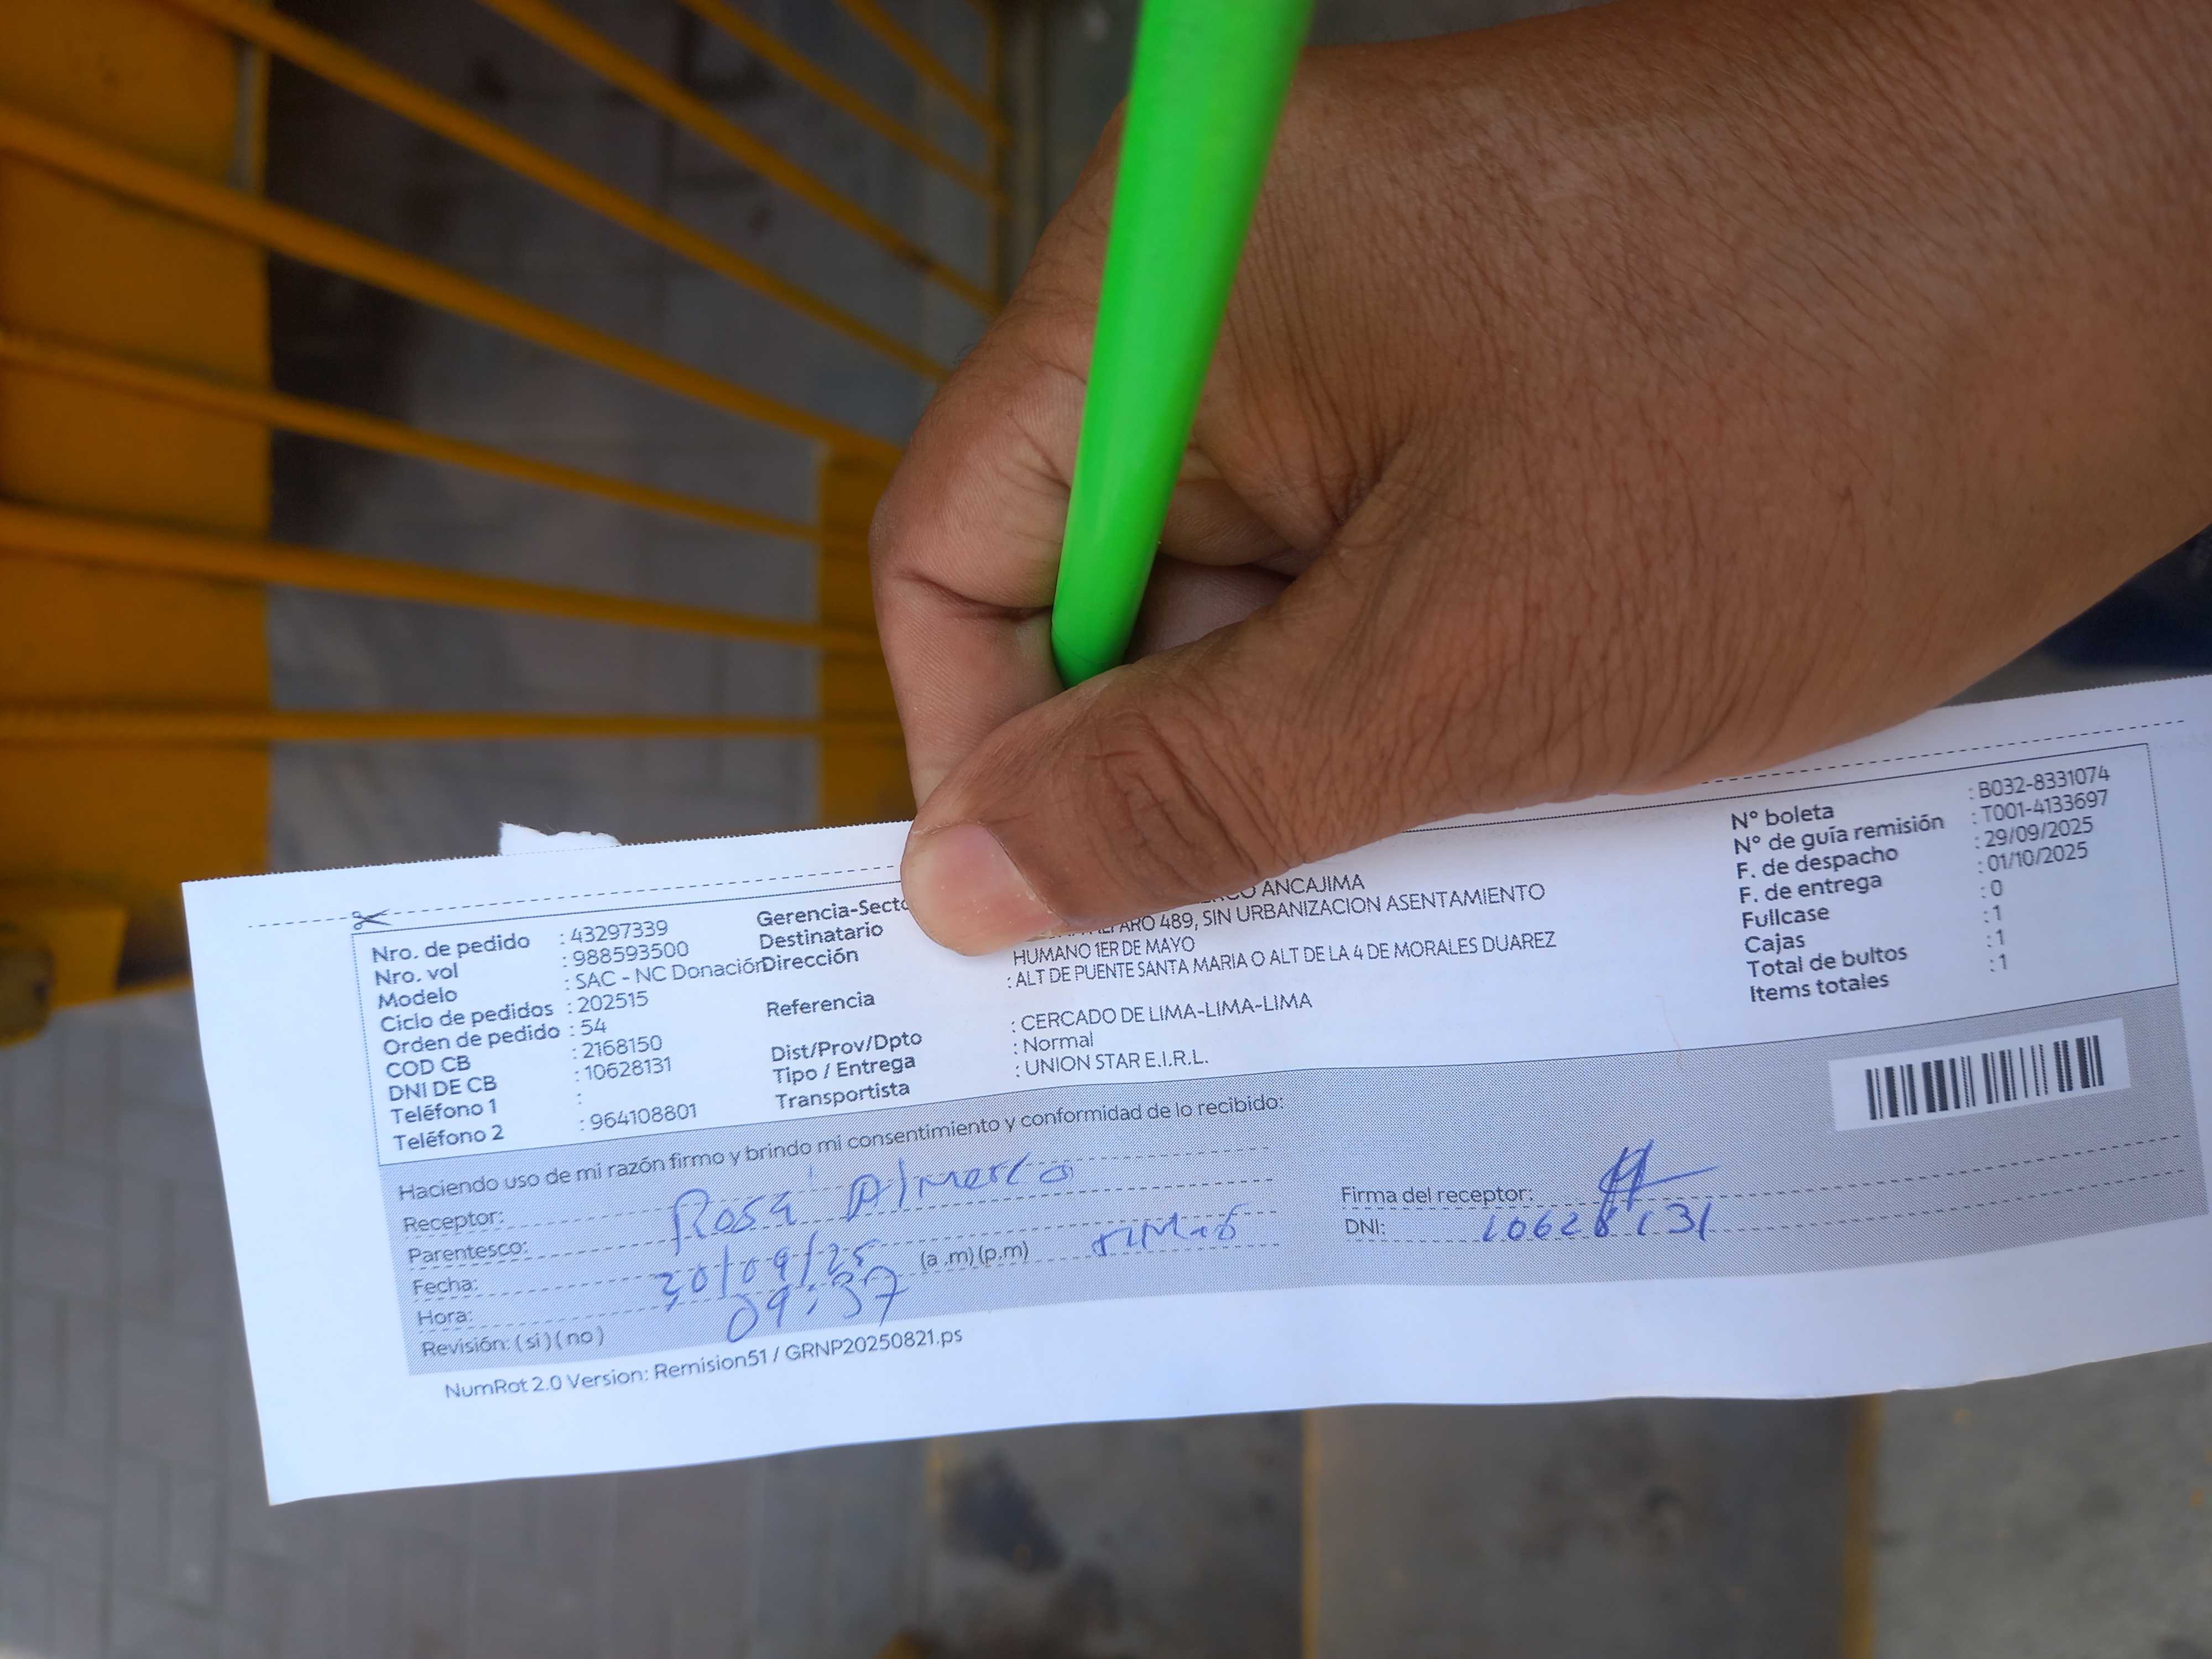 Nro. de pedido : 43297339
Nro. vol : 988593500
Modelo : SAC - NC Donación
Ciclo de pedidos : 202515
Orden de pedido : 54
COD CB : 2168150
DNI DE CB : 10628131
Teléfono 1 :
Teléfono 2 : 964108801
Gerencia-Secto
Destinatario ANCAJIMA
Dirección 489, SIN URBANIZACION ASENTAMIENTO
HUMANO 1ER DE MAYO
Referencia : ALT DE PUENTE SANTA MARIA O ALT DE LA 4 DE MORALES DUAREZ
Dist/Prov/Dpto : CERCADO DE LIMA-LIMA-LIMA
Tipo / Entrega : Normal
Transportista : UNION STAR E.I.R.L.
N° boleta : B032-8331074
N° de guía remisión : T001-4133697
F. de despacho : 29/09/2025
F. de entrega : 01/10/2025
Fullcase : 0
Cajas : 1
Total de bultos : 1
Items totales : 1
Haciendo uso de mi razón firmo y brindo mi consentimiento y conformidad de lo recibido:
Receptor: Rosa
Parentesco:
Fecha: 30/09/25 (a .m) (p.m)
Hora: 09:37
Revisión: ( si ) ( no )
Firma del receptor:
DNI: 10628131
NumRot 2.0 Version: Remision51 / GRNP20250821.ps